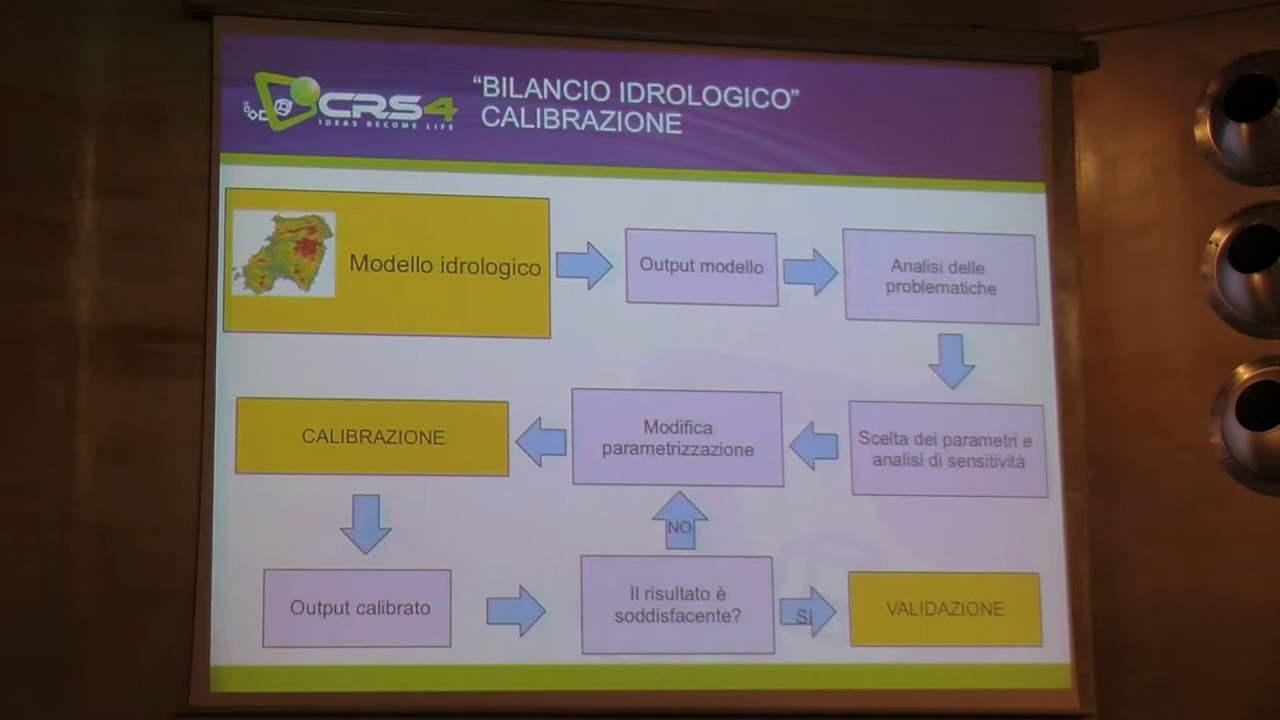 CRS4
IDEAS BECOME LIFE
“BILANCIO IDROLOGICO”
CALIBRAZIONE
Modello idrologico
Output modello
Analisi delle
problematiche
Scelta dei parametri e
analisi di sensitività
Modifica
parametrizzazione
CALIBRAZIONE
Output calibrato
Il risultato è
soddisfacente?
NO
SI
VALIDAZIONE